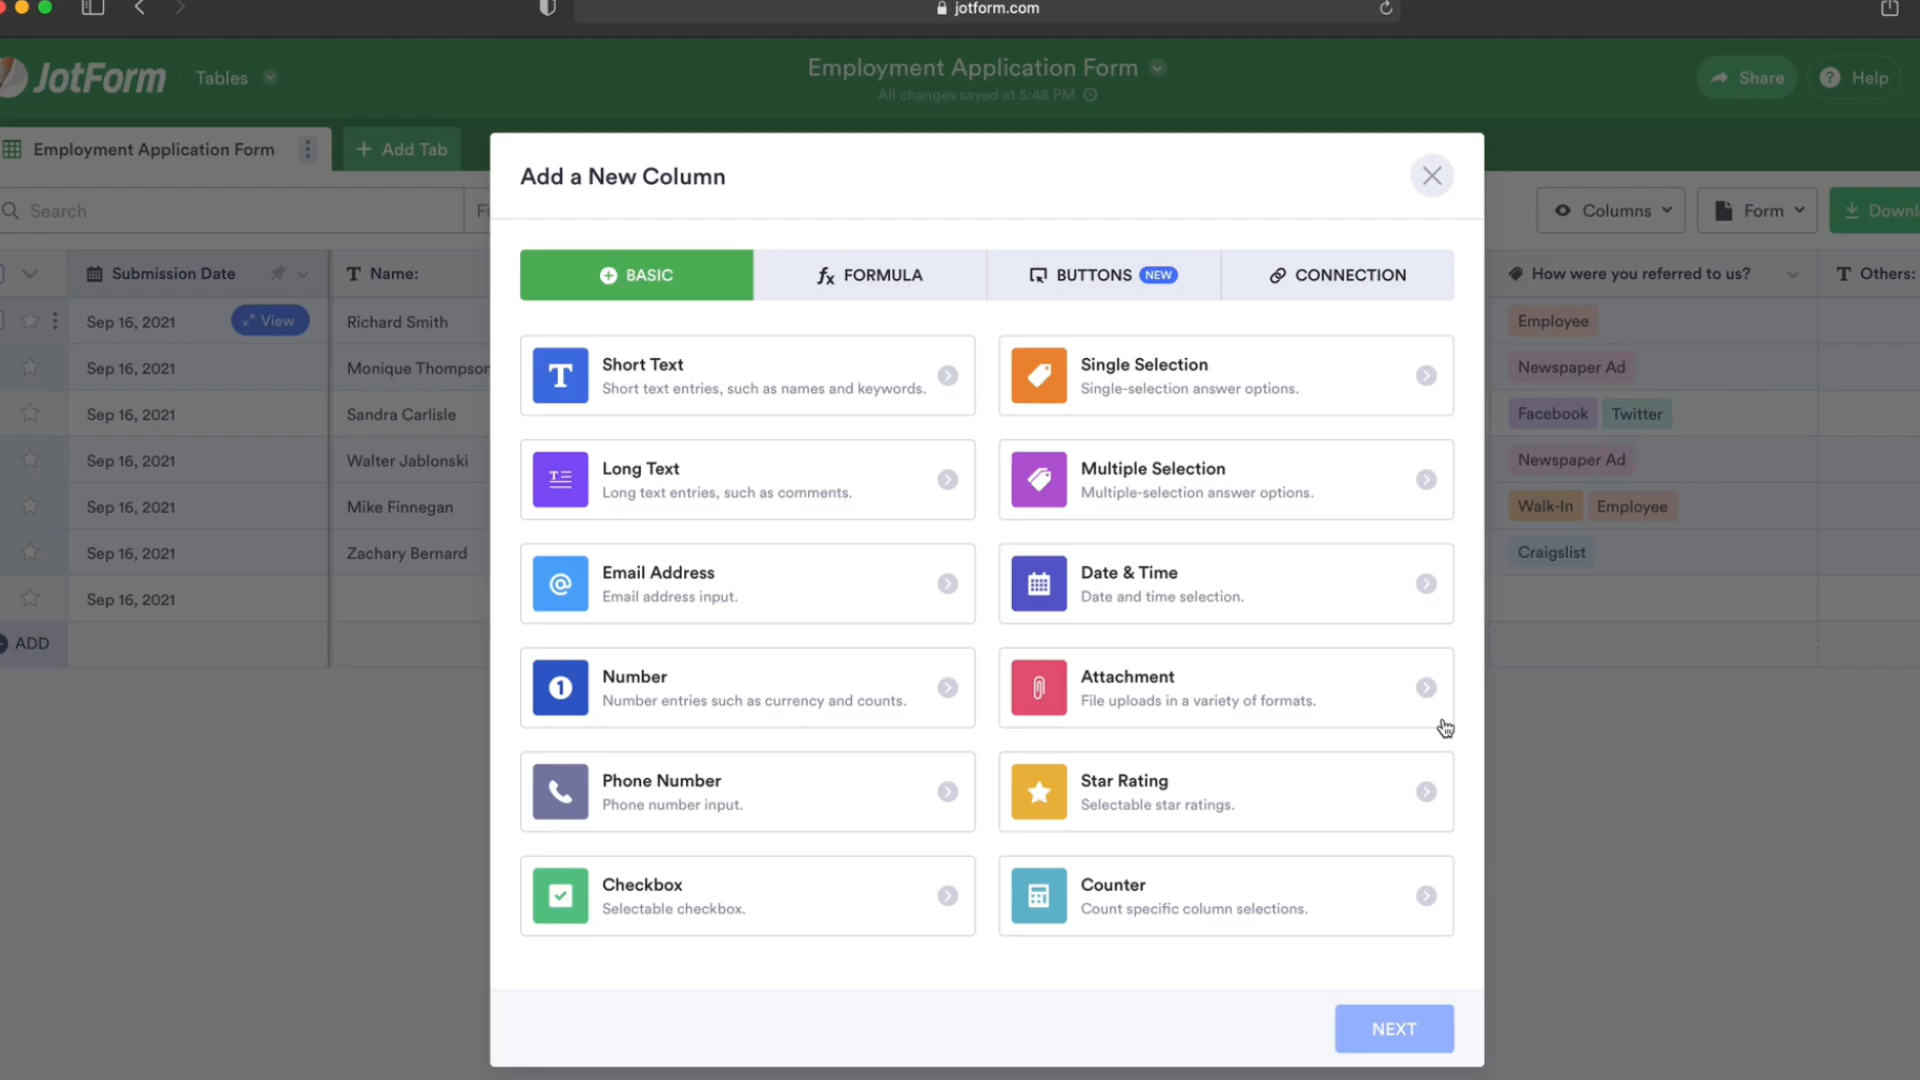 jotform.com
JotForm
Tables
Employment Application Form
All changes saved at 5:48 PM
Share
Help
Employment Application Form
Add Tab
Search
Columns
Form
Submission Date
Name:
How were you referred to us?
Others:
Sep 16, 2021
View
Richard Smith
Employee
Sep 16, 2021
Monique Thompson
Newspaper Ad
Sep 16, 2021
Sandra Carlisle
Facebook
Twitter
Sep 16, 2021
Walter Jablonski
Newspaper Ad
Sep 16, 2021
Mike Finnegan
Walk-In
Employee
Sep 16, 2021
Zachary Bernard
Craigslist
Sep 16, 2021
ADD
Add a New Column
BASIC
FORMULA
BUTTONS NEW
CONNECTION
Short Text
Short text entries, such as names and keywords.
Single Selection
Single-selection answer options.
Long Text
Long text entries, such as comments.
Multiple Selection
Multiple-selection answer options.
Email Address
Email address input.
Date & Time
Date and time selection.
Number
Number entries such as currency and counts.
Attachment
File uploads in a variety of formats.
Phone Number
Phone number input.
Star Rating
Selectable star ratings.
Checkbox
Selectable checkbox.
Counter
Count specific column selections.
NEXT